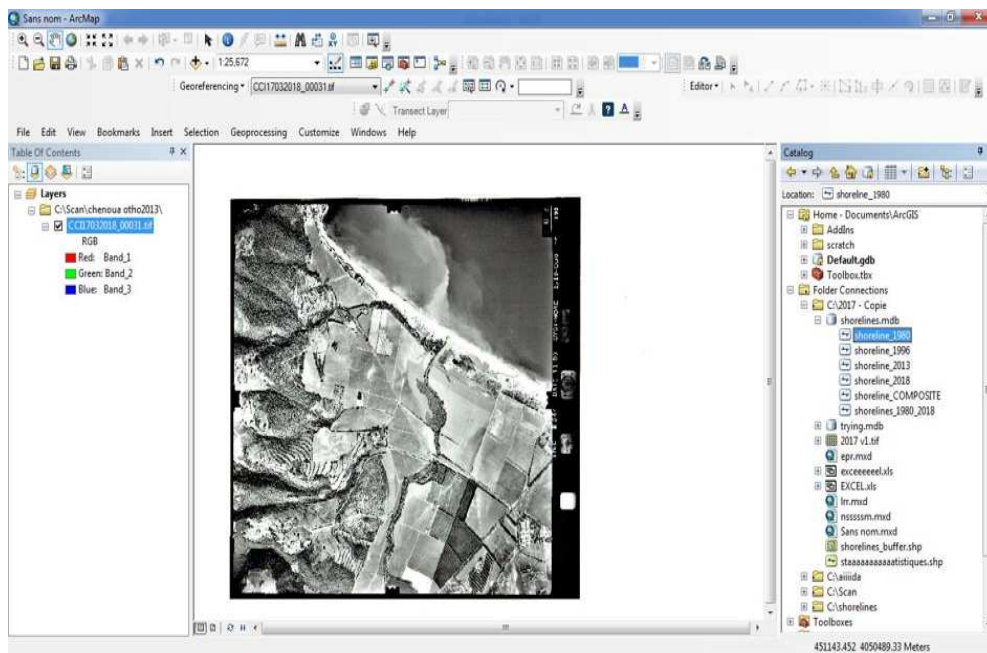 Sans nom - ArcMap
1:25,672
Georeferencing
CCI17032018_00031.tif
Editor
Transect Layer
File Edit View Bookmarks Insert Selection Geoprocessing Customize Windows Help
Table Of Contents
Layers
C:\Scan\chenoua otho2013\
CCI17032018_00031.tif
RGB
Red: Band_1
Green: Band_2
Blue: Band_3
Catalog
Location: shoreline_1980
Home - Documents\ArcGIS
AddIns
scratch
Default.gdb
Toolbox.tbx
Folder Connections
C:\2017 - Copie
shorelines.mdb
shoreline_1980
shoreline_1996
shoreline_2013
shoreline_2018
shoreline_COMPOSITE
shorelines_1980_2018
trying.mdb
2017 v1.tif
epr.mxd
exceeeeeel.xls
EXCEL.xls
lrr.mxd
nsssssm.mxd
Sans nom.mxd
shorelines_buffer.shp
C:\Scan
C:\shorelines
Toolboxes
451143.452 4050489.33 Meters